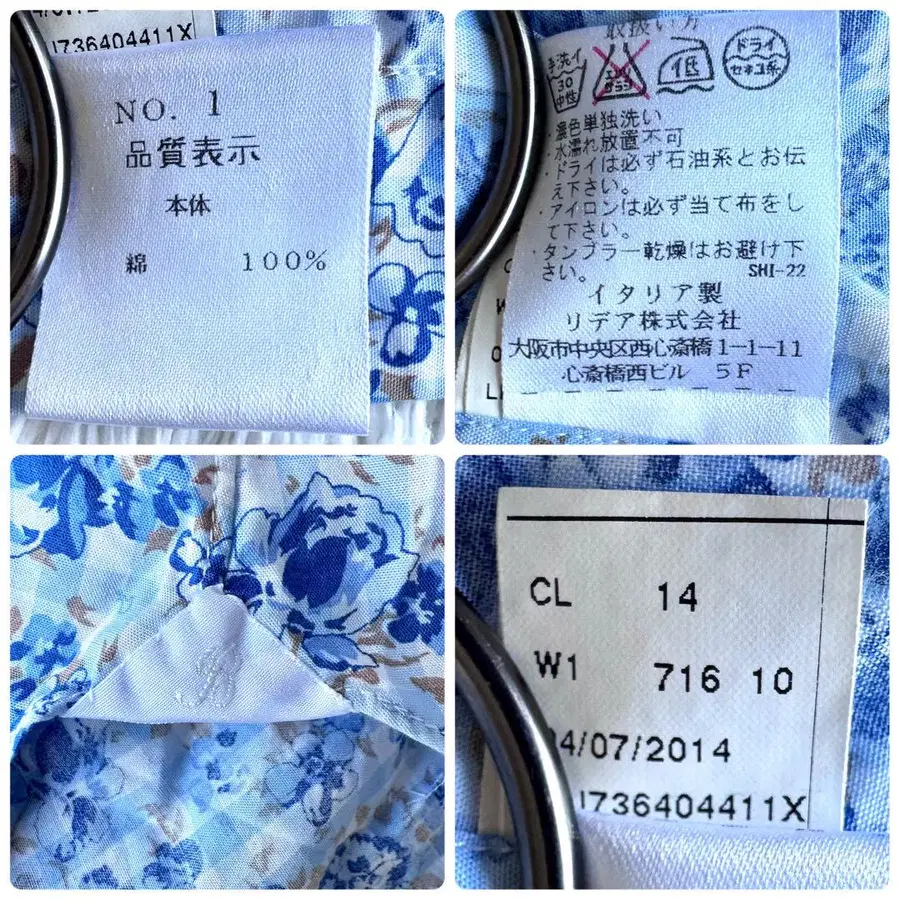 4/07/2014
J736404411X
NO. 1
品質表示
本体
綿 100%
取扱い方
手洗イ
30
中性
エンソ
サラシ
低
ドライ
セキユ系
・濃色単独洗い
・水濡れ放置不可
・ドライは必ず石油系とお伝
え下さい。
・アイロンは必ず当て布をし
て下さい。
・タンブラー乾燥はお避け下
さい。 SHI-22
イタリア製
リデア株式会社
大阪市中央区西心斎橋1-1-11
心斎橋西ビル 5F
CL 14
W1 716 10
04/07/2014
J736404411X